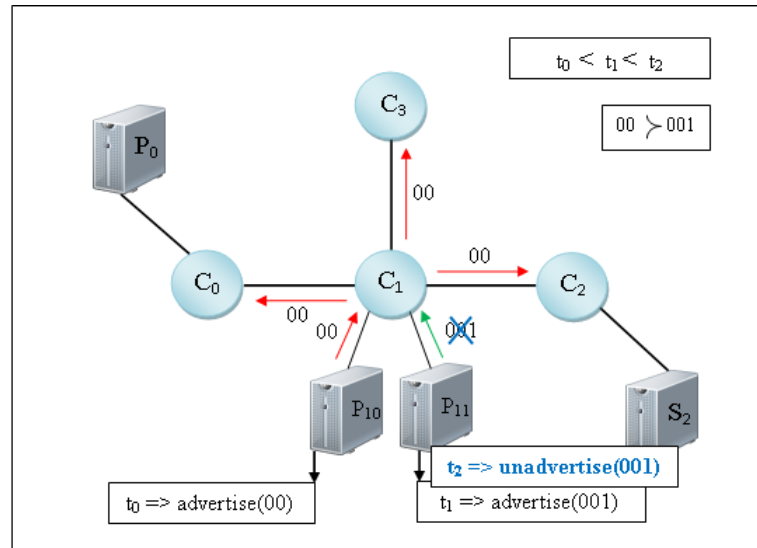 t₀ < t₁ < t₂
C₃
00 ≻ 001
P₀
00
00
C₀
C₁
C₂
00
00
001
P₁₀
P₁₁
S₂
t₂ => unadvertise(001)
t₀ => advertise(00)
t₁ => advertise(001)